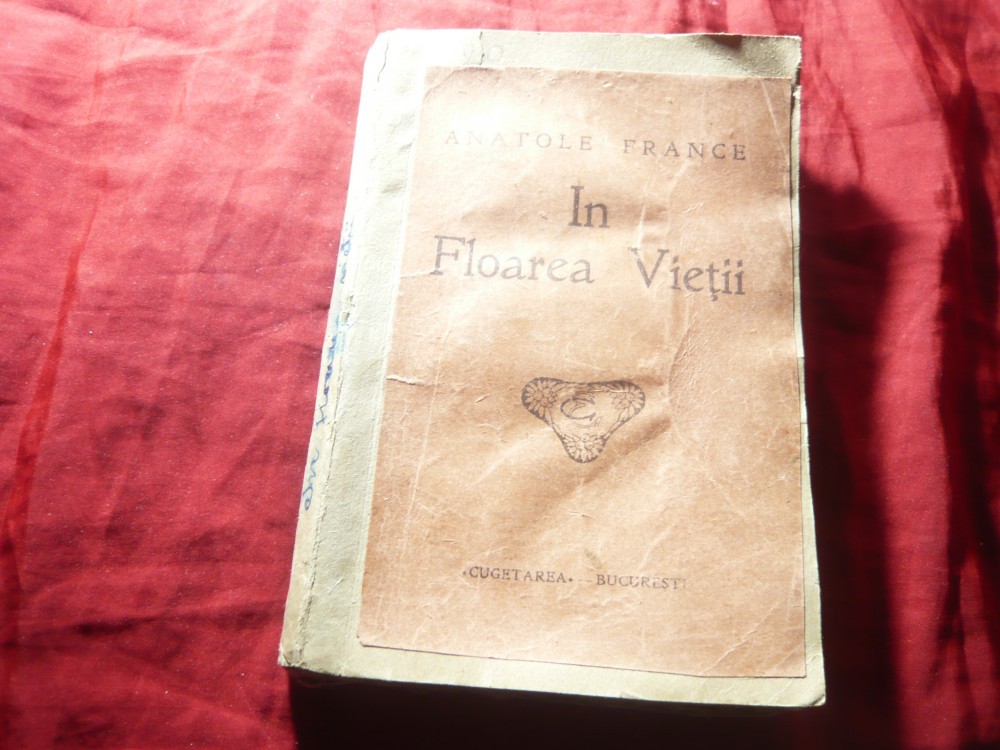 ANATOLE FRANCE
In
Floarea Vieții
•CUGETAREA• — BUCUREȘTI